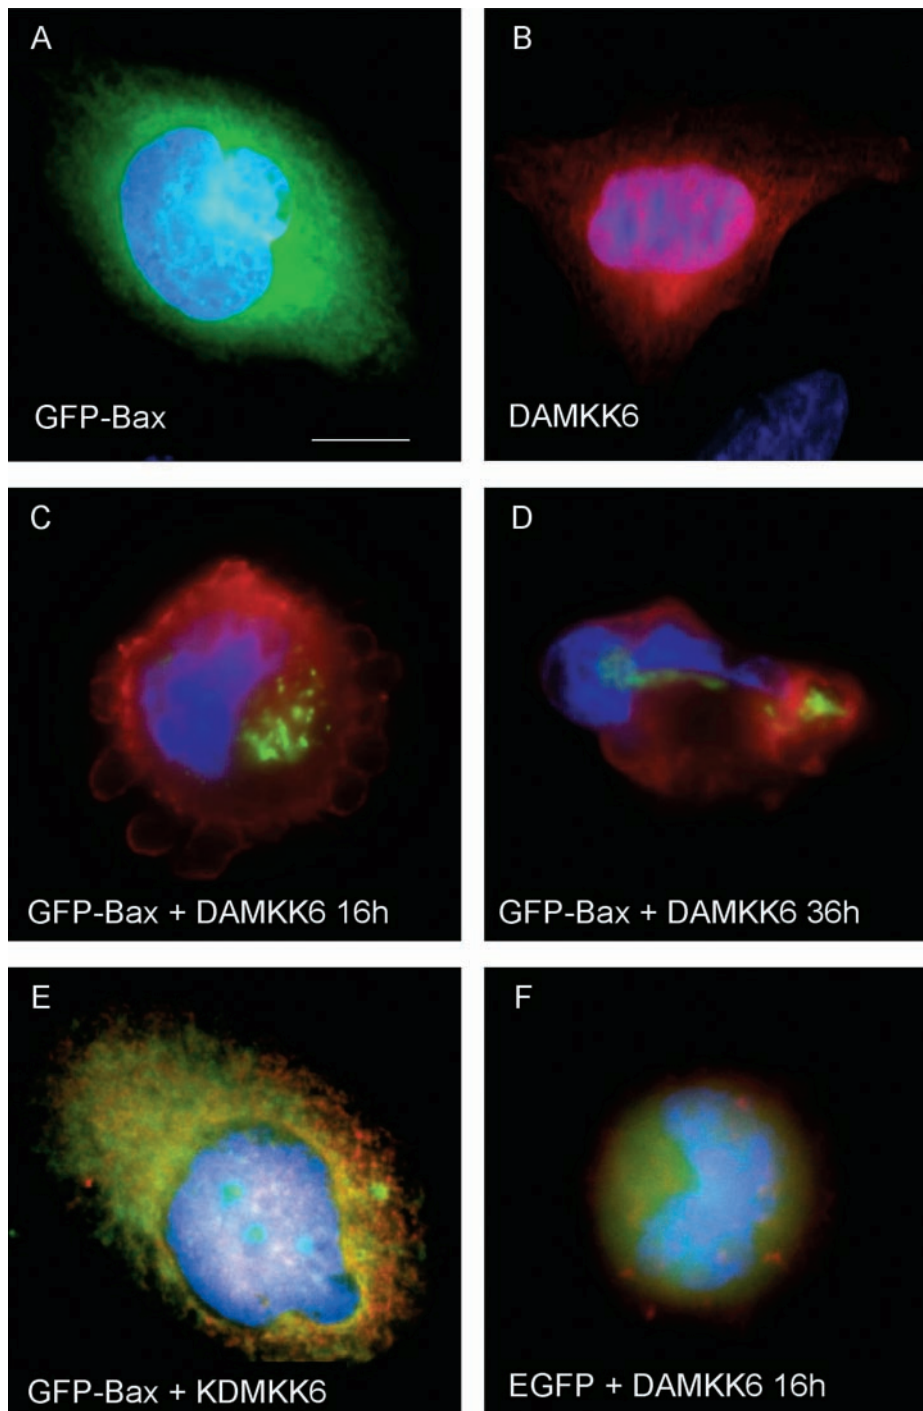 A
GFP-Bax
B
DAMKK6
C
GFP-Bax + DAMKK6 16h
D
GFP-Bax + DAMKK6 36h
E
GFP-Bax + KDMKK6
F
EGFP + DAMKK6 16h